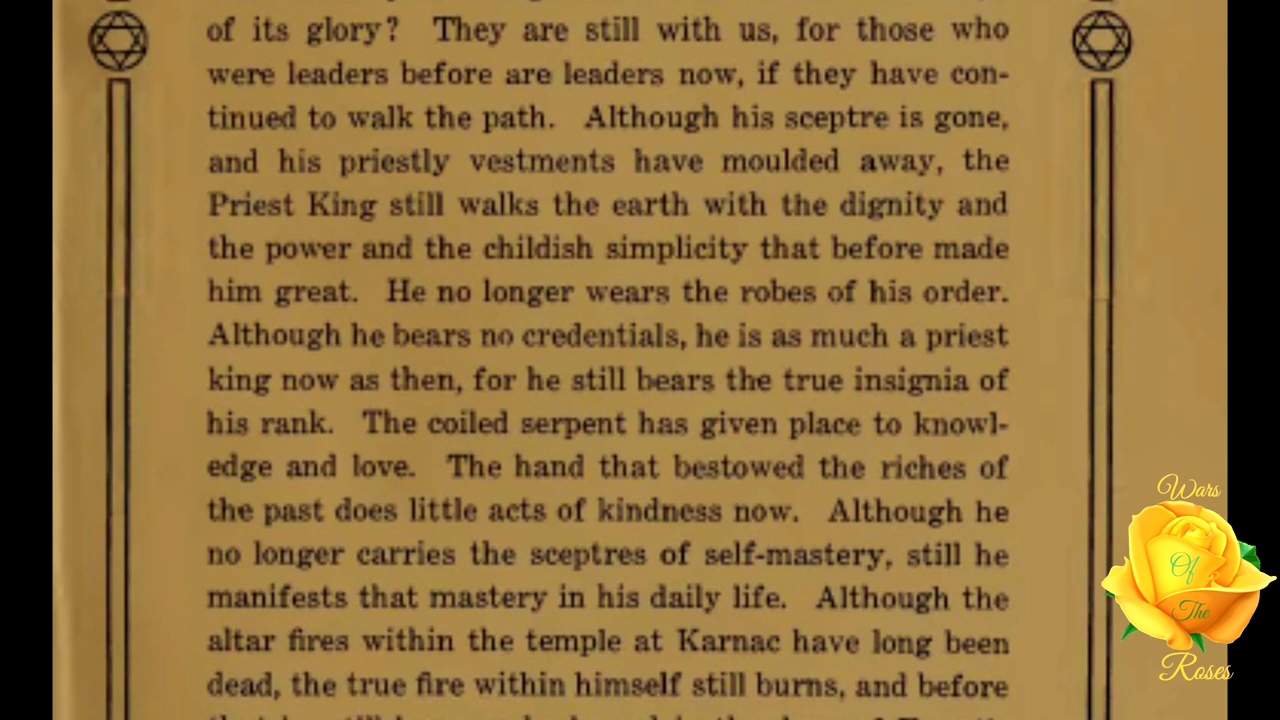 of its glory? They are still with us, for those who
were leaders before are leaders now, if they have con-
tinued to walk the path. Although his sceptre is gone,
and his priestly vestments have moulded away, the
Priest King still walks the earth with the dignity and
the power and the childish simplicity that before made
him great. He no longer wears the robes of his order.
Although he bears no credentials, he is as much a priest
king now as then, for he still bears the true insignia of
his rank. The coiled serpent has given place to knowl-
edge and love. The hand that bestowed the riches of
the past does little acts of kindness now. Although he
no longer carries the sceptres of self-mastery, still he
manifests that mastery in his daily life. Although the
altar fires within the temple at Karnac have long been
dead, the true fire within himself still burns, and before
Wars
Of
The
Roses